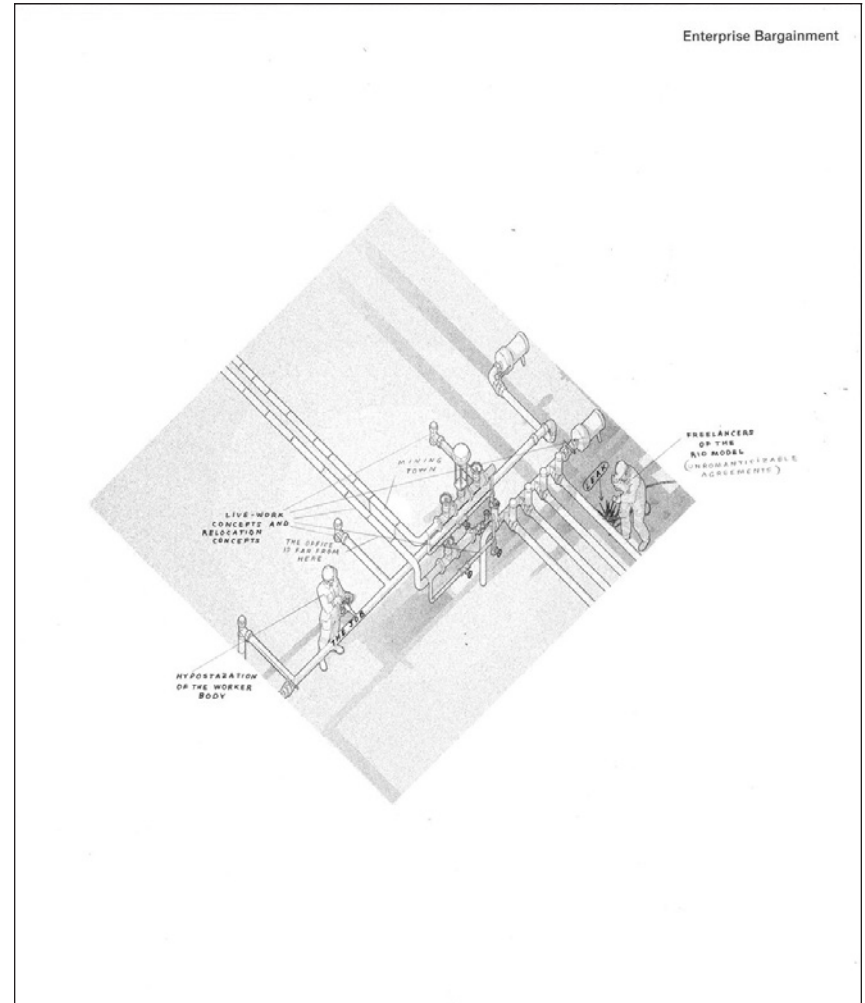 Enterprise Bargainment
FREELANCERS
OF THE
RIO MODEL
(UNROMANTICIZABLE
AGREEMENTS)
LEAK
MINING
TOWN
LIVE-WORK
CONCEPTS AND
RELOCATION
CONCEPTS
THE OFFICE
IS FAR FROM
HERE
THE JOB
HYPOSTAZATION
OF THE WORKER
BODY